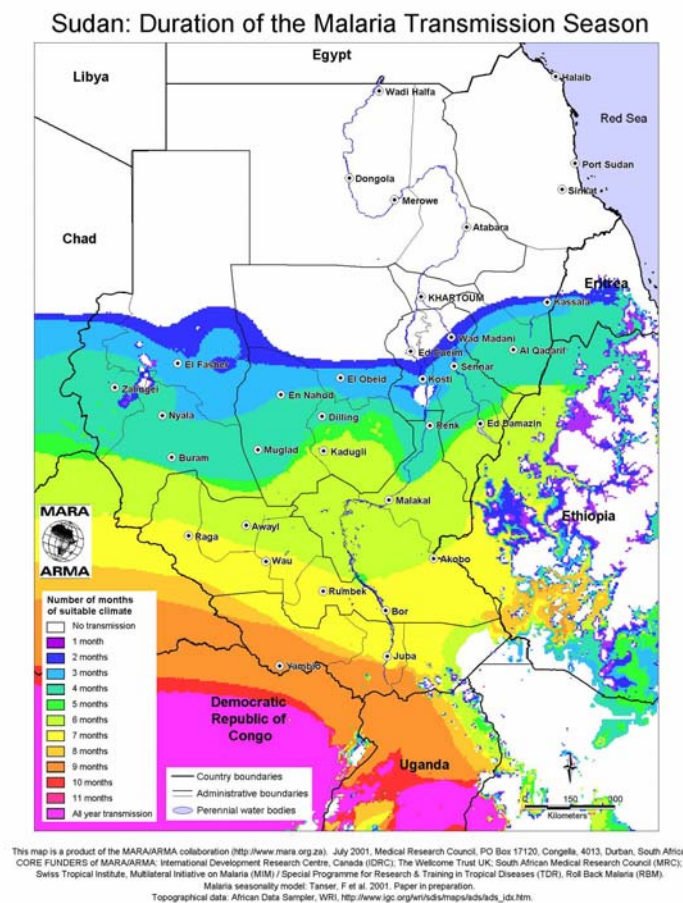 Sudan: Duration of the Malaria Transmission Season
Egypt
Libya
Halaib
Wadi Halfa
Red Sea
Port Sudan
Dongola
Sinkat
Merowe
Chad
Atabara
Eritrea
KHARTOUM
Kassala
Wad Madani
Ed Dueim
Al Qadarif
El Fasher
Sennar
El Obeid
Kosti
Zalingei
En Nahud
Nyala
Dilling
Renk
Ed Damazin
Buram
Muglad
Kadugli
Malakal
MARA
ARMA
Awayl
Ethiopia
Raga
Wau
Akobo
Rumbek
Bor
Juba
Yambio
Number of months
of suitable climate
No transmission
1 month
2 months
3 months
4 months
5 months
6 months
7 months
8 months
9 months
10 months
11 months
All year transmission
Democratic
Republic of
Congo
Uganda
Country boundaries
Administrative boundaries
Perennial water bodies
0 150 300
Kilometers
This map is a product of the MARA/ARMA collaboration (http://www.mara.org.za). July 2001, Medical Research Council, PO Box 17120, Congella, 4013, Durban, South Africa
CORE FUNDERS of MARA/ARMA: International Development Research Centre, Canada (IDRC); The Wellcome Trust UK; South African Medical Research Council (MRC);
Swiss Tropical Institute, Multilateral Initiative on Malaria (MIM) / Special Programme for Research & Training in Tropical Diseases (TDR), Roll Back Malaria (RBM).
Malaria seasonality model: Tanser, F et al. 2001. Paper in preparation.
Topographical data: African Data Sampler, WRI, http://www.igc.org/wri/sdis/maps/ads/ads_idx.htm.